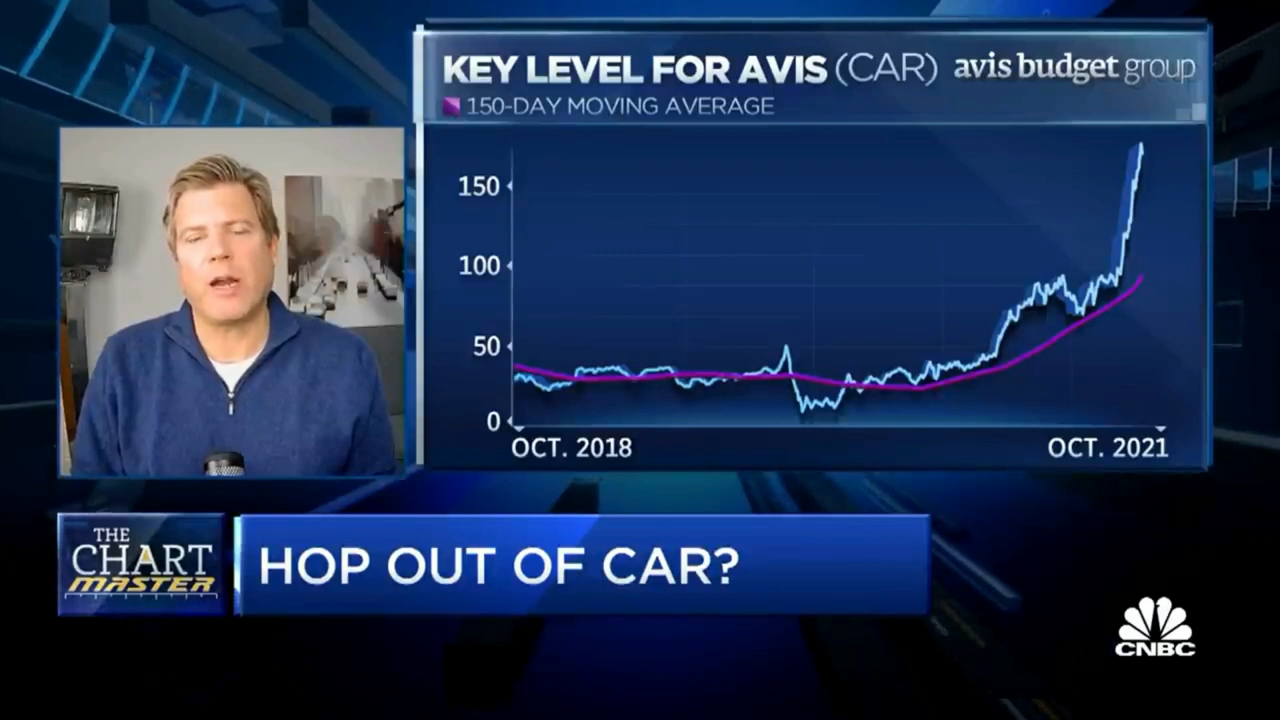 KEY LEVEL FOR AVIS (CAR) avis budget group
150-DAY MOVING AVERAGE
150
100
50
0
OCT. 2018 OCT. 2021
THE
CHART
MASTER
HOP OUT OF CAR?
CNBC